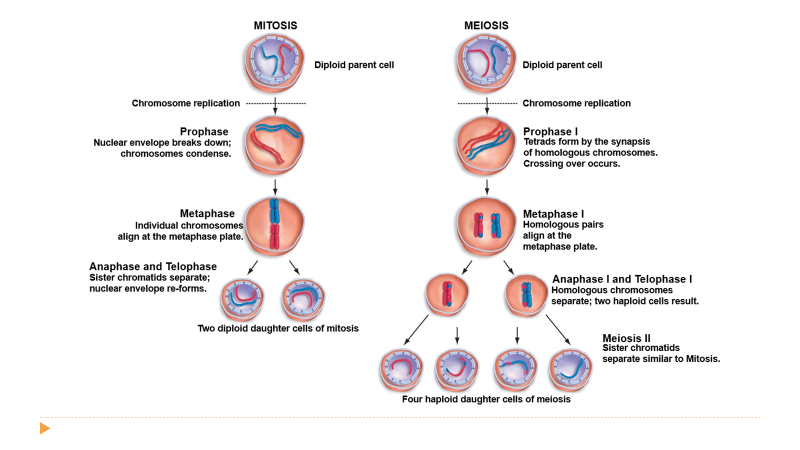 MITOSIS
Diploid parent cell
Chromosome replication
Prophase
Nuclear envelope breaks down;
chromosomes condense.
Metaphase
Individual chromosomes
align at the metaphase plate.
Anaphase and Telophase
Sister chromatids separate;
nuclear envelope re-forms.
Two diploid daughter cells of mitosis
MEIOSIS
Diploid parent cell
Chromosome replication
Prophase I
Tetrads form by the synapsis
of homologous chromosomes.
Crossing over occurs.
Metaphase I
Homologous pairs
align at the
metaphase plate.
Anaphase I and Telophase I
Homologous chromosomes
separate; two haploid cells result.
Meiosis II
Sister chromatids
separate similar to Mitosis.
Four haploid daughter cells of meiosis